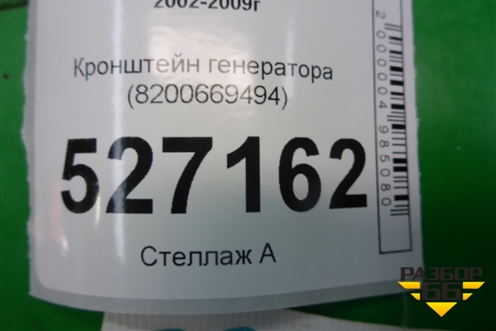 2002-2009г
Кронштейн генератора
(8200669494)
527162
Стеллаж А
2000004985080
РАЗБОР
66